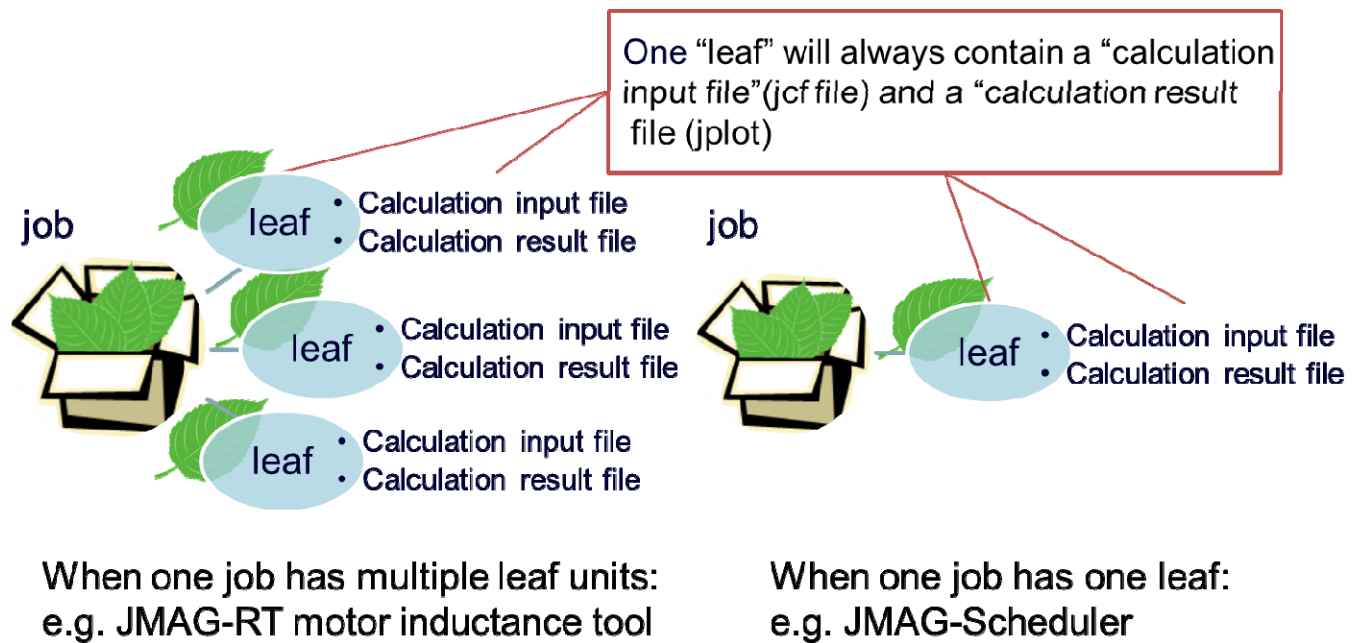 One “leaf” will always contain a “calculation
input file”(jcf file) and a “calculation result
file (jplot)
job
leaf
• Calculation input file
• Calculation result file
leaf
• Calculation input file
• Calculation result file
leaf
• Calculation input file
• Calculation result file
When one job has multiple leaf units:
e.g. JMAG-RT motor inductance tool
job
leaf
• Calculation input file
• Calculation result file
When one job has one leaf:
e.g. JMAG-Scheduler